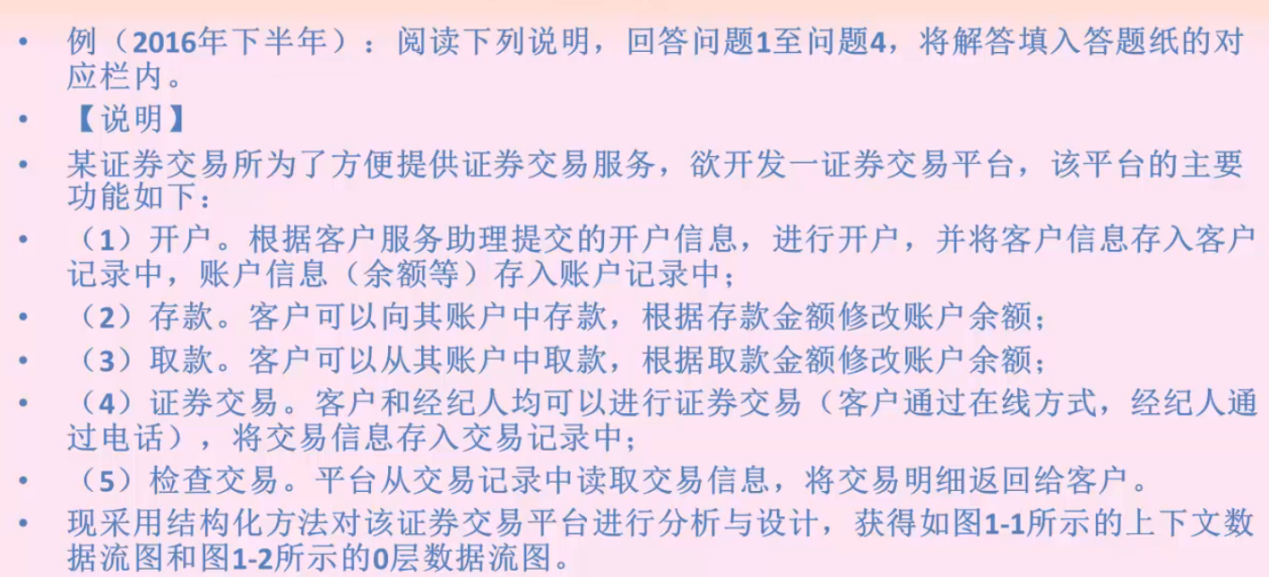 • 例（2016年下半年）：阅读下列说明，回答问题1至问题4，将解答填入答题纸的对
应栏内。
• 【说明】
• 某证券交易所为了方便提供证券交易服务，欲开发一证券交易平台，该平台的主要
功能如下：
• （1）开户。根据客户服务助理提交的开户信息，进行开户，并将客户信息存入客户
记录中，账户信息（余额等）存入账户记录中；
• （2）存款。客户可以向其账户中存款，根据存款金额修改账户余额；
• （3）取款。客户可以从其账户中取款，根据取款金额修改账户余额；
• （4）证券交易。客户和经纪人均可以进行证券交易（客户通过在线方式，经纪人通
过电话），将交易信息存入交易记录中；
• （5）检查交易。平台从交易记录中读取交易信息，将交易明细返回给客户。
• 现采用结构化方法对该证券交易平台进行分析与设计，获得如图1-1所示的上下文数
据流图和图1-2所示的0层数据流图。